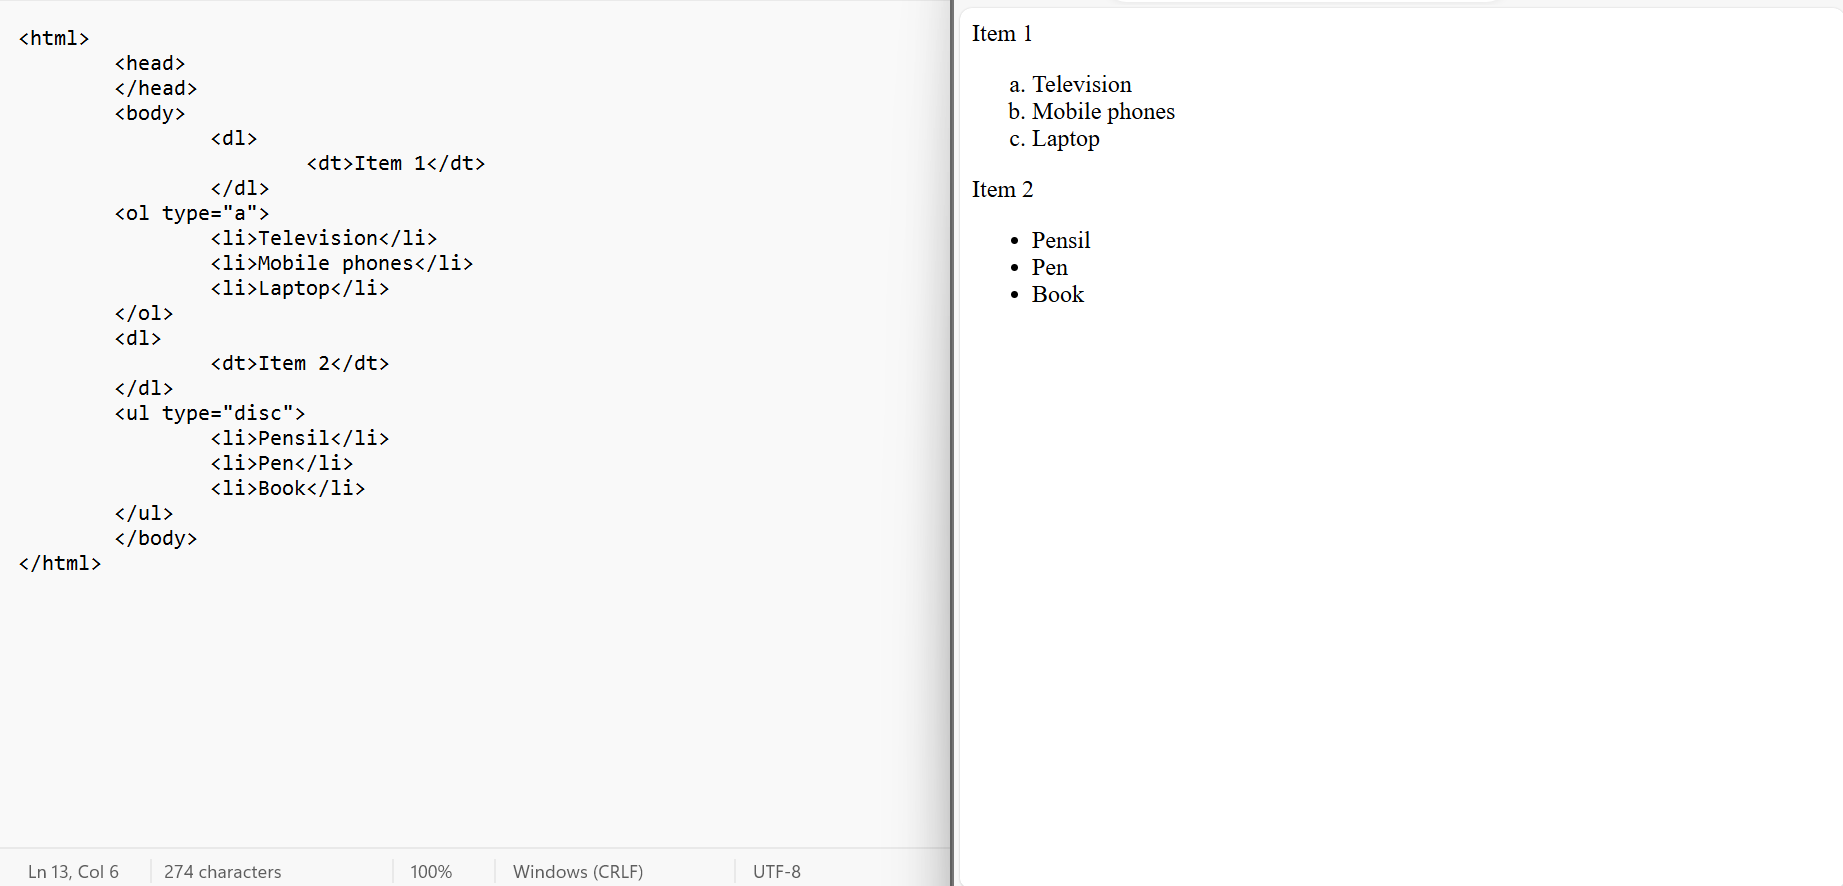 <html>
<head>
</head>
<body>
<dl>
<dt>Item 1</dt>
</dl>
<ol type="a">
<li>Television</li>
<li>Mobile phones</li>
<li>Laptop</li>
</ol>
<dl>
<dt>Item 2</dt>
</dl>
<ul type="disc">
<li>Pensil</li>
<li>Pen</li>
<li>Book</li>
</ul>
</body>
</html>
Ln 13, Col 6 274 characters 100% Windows (CRLF) UTF-8
Item 1
a. Television
b. Mobile phones
c. Laptop
Item 2
• Pensil
• Pen
• Book